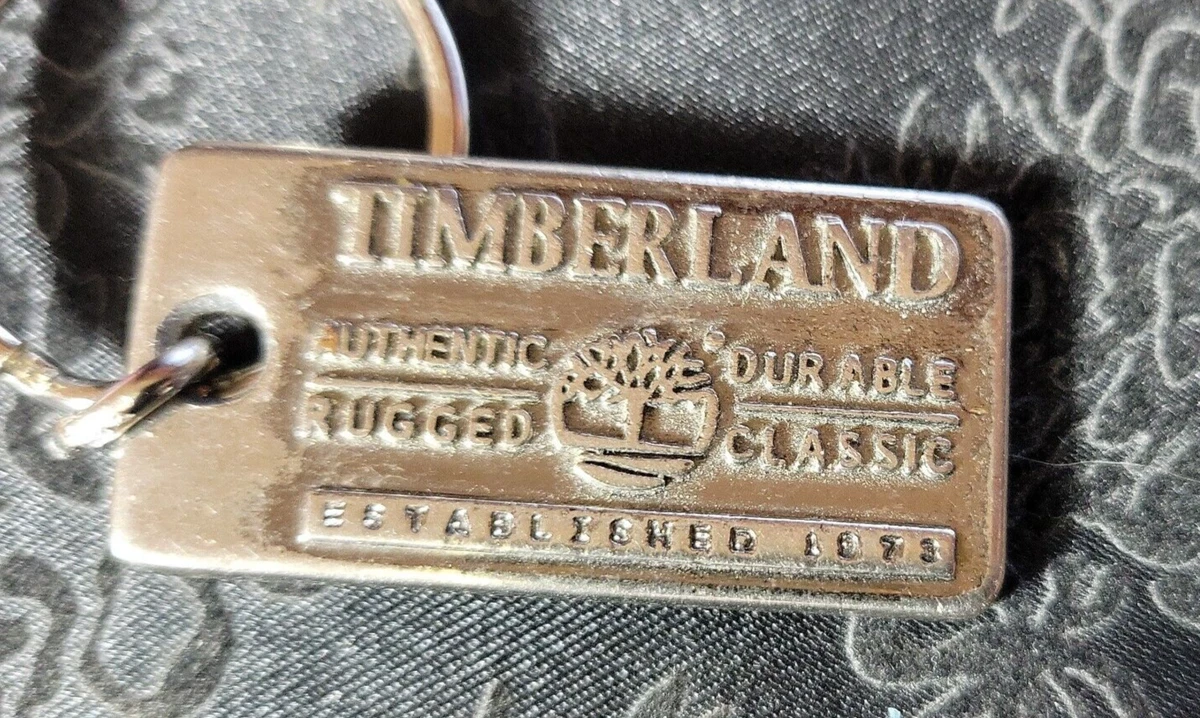 TIMBERLAND
AUTHENTIC DURABLE
RUGGED CLASSIC
ESTABLISHED 1973